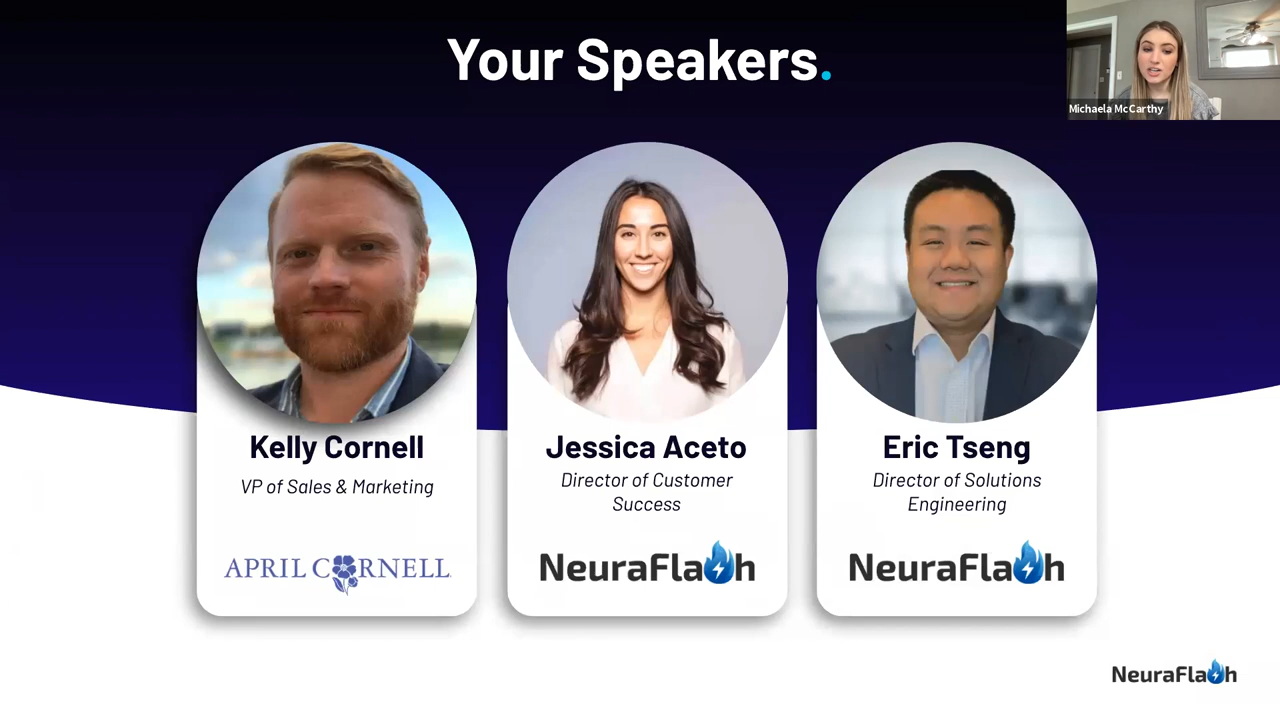 Your Speakers.
Michaela McCarthy
Kelly Cornell
VP of Sales & Marketing
APRIL CORNELL
Jessica Aceto
Director of Customer
Success
NeuraFlash
Eric Tseng
Director of Solutions
Engineering
NeuraFlash
NeuraFlash